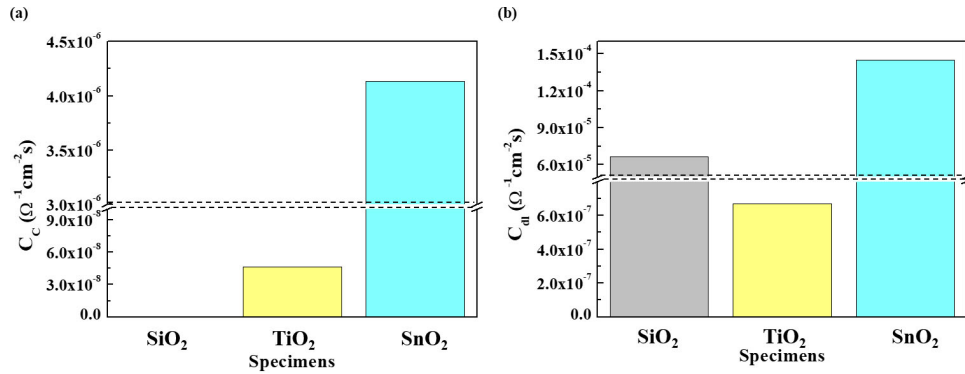 (a)
C_C (Ω⁻¹cm⁻²s)
4.5x10⁻⁶
4.0x10⁻⁶
3.5x10⁻⁶
3.0x10⁻⁶
9.0x10⁻⁸
6.0x10⁻⁸
3.0x10⁻⁸
0.0
SiO₂ TiO₂ SnO₂
Specimens
(b)
C_dl (Ω⁻¹cm⁻²s)
1.5x10⁻⁴
1.2x10⁻⁴
9.0x10⁻⁵
6.0x10⁻⁵
6.0x10⁻⁷
4.0x10⁻⁷
2.0x10⁻⁷
0.0
SiO₂ TiO₂ SnO₂
Specimens